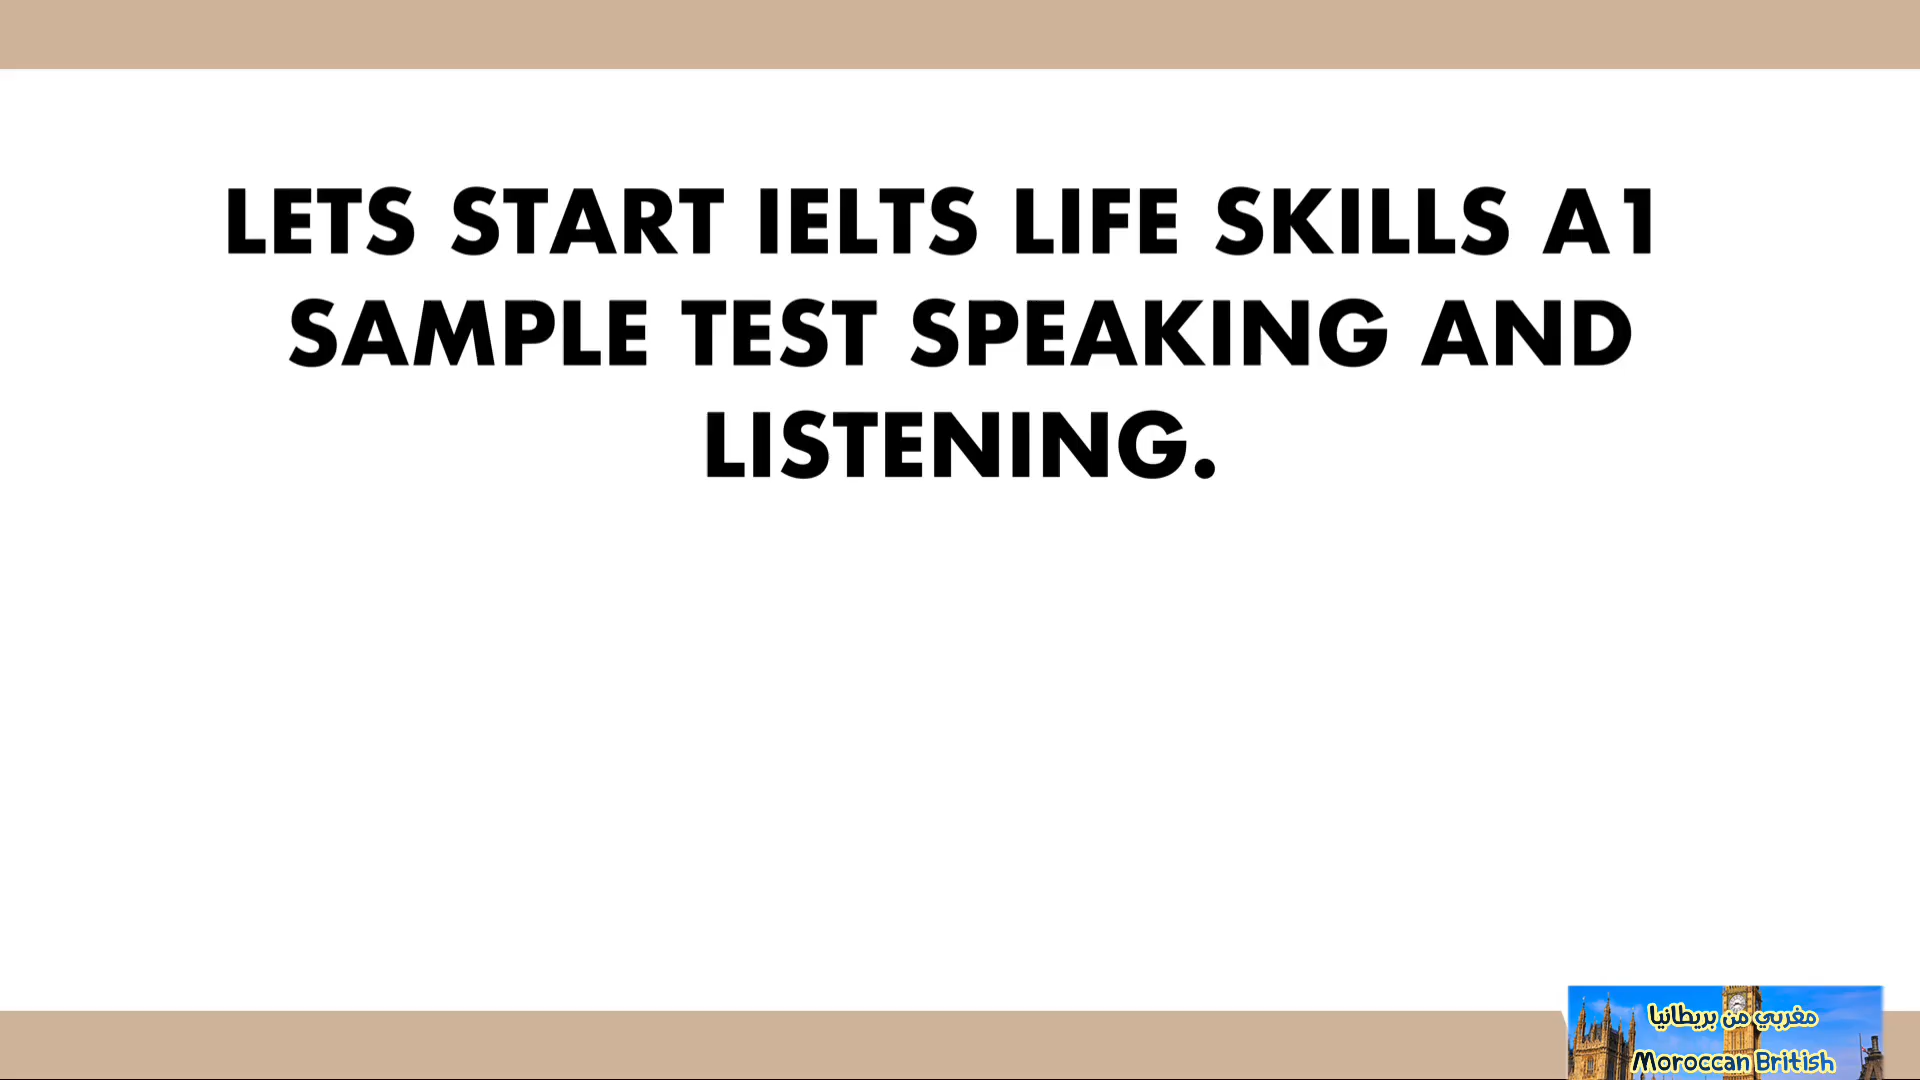 LETS START IELTS LIFE SKILLS A1
SAMPLE TEST SPEAKING AND
LISTENING.
مغربي من بريطانيا
Moroccan British